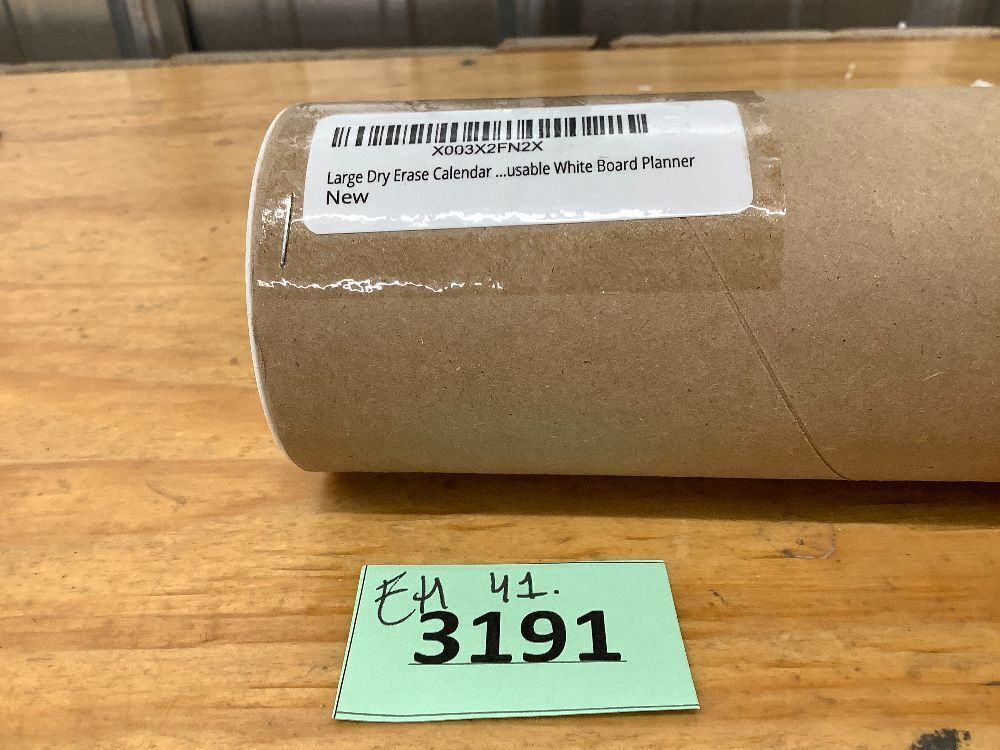 X003X2FN2X
Large Dry Erase Calendar ...usable White Board Planner
New
EH 41.
3191